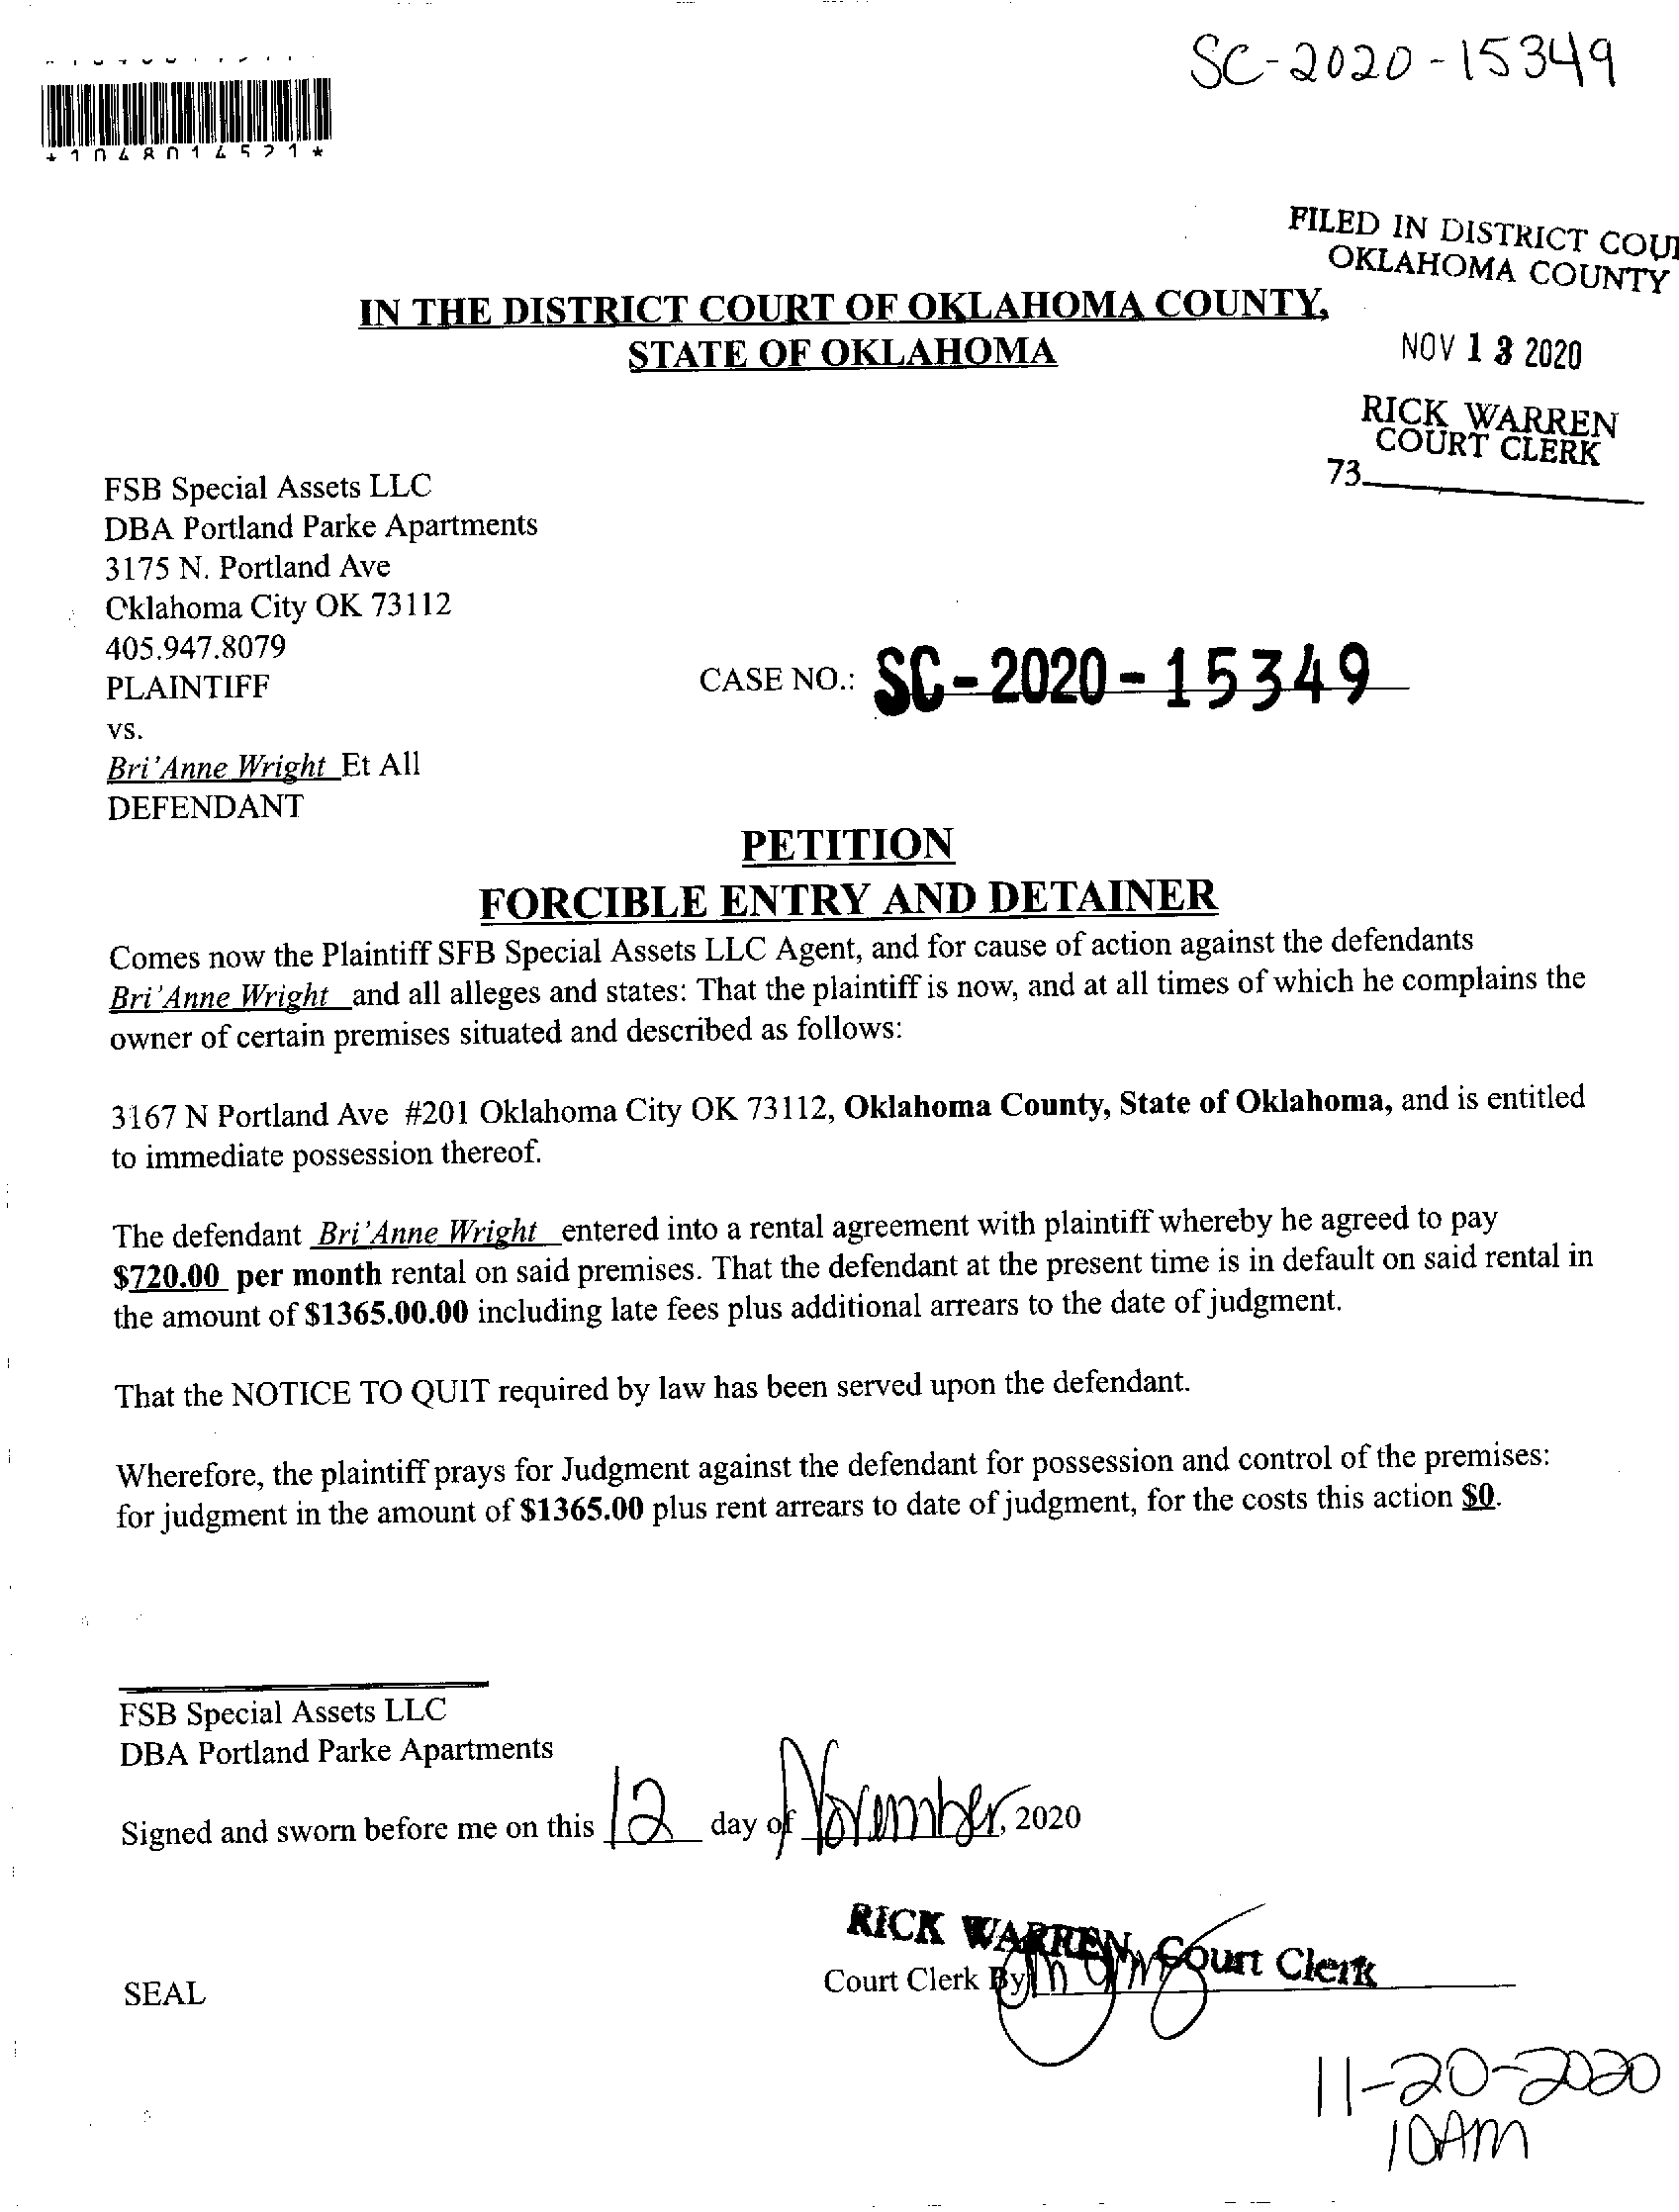 SC-2020-15349
*1048014521*
FILED IN DISTRICT COU
OKLAHOMA COUNTY
IN THE DISTRICT COURT OF OKLAHOMA COUNTY,
STATE OF OKLAHOMA
NOV 13 2020
RICK WARREN
COURT CLERK
73
FSB Special Assets LLC
DBA Portland Parke Apartments
3175 N. Portland Ave
Oklahoma City OK 73112
405.947.8079
PLAINTIFF
CASE NO.: SC-2020-15349
vs.
Bri'Anne Wright Et All
DEFENDANT
PETITION
FORCIBLE ENTRY AND DETAINER
Comes now the Plaintiff SFB Special Assets LLC Agent, and for cause of action against the defendants
Bri'Anne Wright and all alleges and states: That the plaintiff is now, and at all times of which he complains the
owner of certain premises situated and described as follows:
3167 N Portland Ave #201 Oklahoma City OK 73112, Oklahoma County, State of Oklahoma, and is entitled
to immediate possession thereof.
The defendant Bri'Anne Wright entered into a rental agreement with plaintiff whereby he agreed to pay
$720.00 per month rental on said premises. That the defendant at the present time is in default on said rental in
the amount of $1365.00.00 including late fees plus additional arrears to the date of judgment.
That the NOTICE TO QUIT required by law has been served upon the defendant.
Wherefore, the plaintiff prays for Judgment against the defendant for possession and control of the premises:
for judgment in the amount of $1365.00 plus rent arrears to date of judgment, for the costs this action $0.
FSB Special Assets LLC
DBA Portland Parke Apartments
Signed and sworn before me on this 12 day of November, 2020
RICK WARREN, Court Clerk
Court Clerk By
SEAL
11-20-2020
10AM